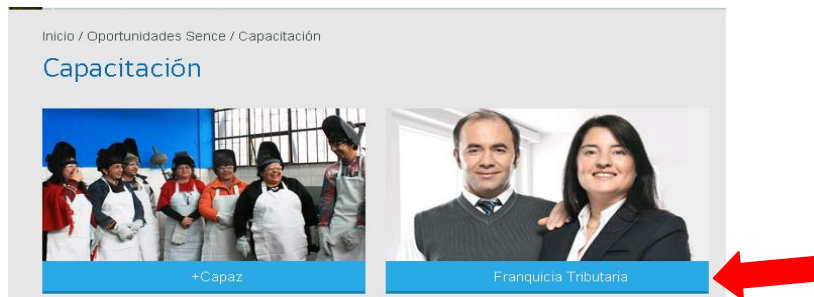 Inicio / Oportunidades Sence / Capacitación
Capacitación
+Capaz
Franquicia Tributaria